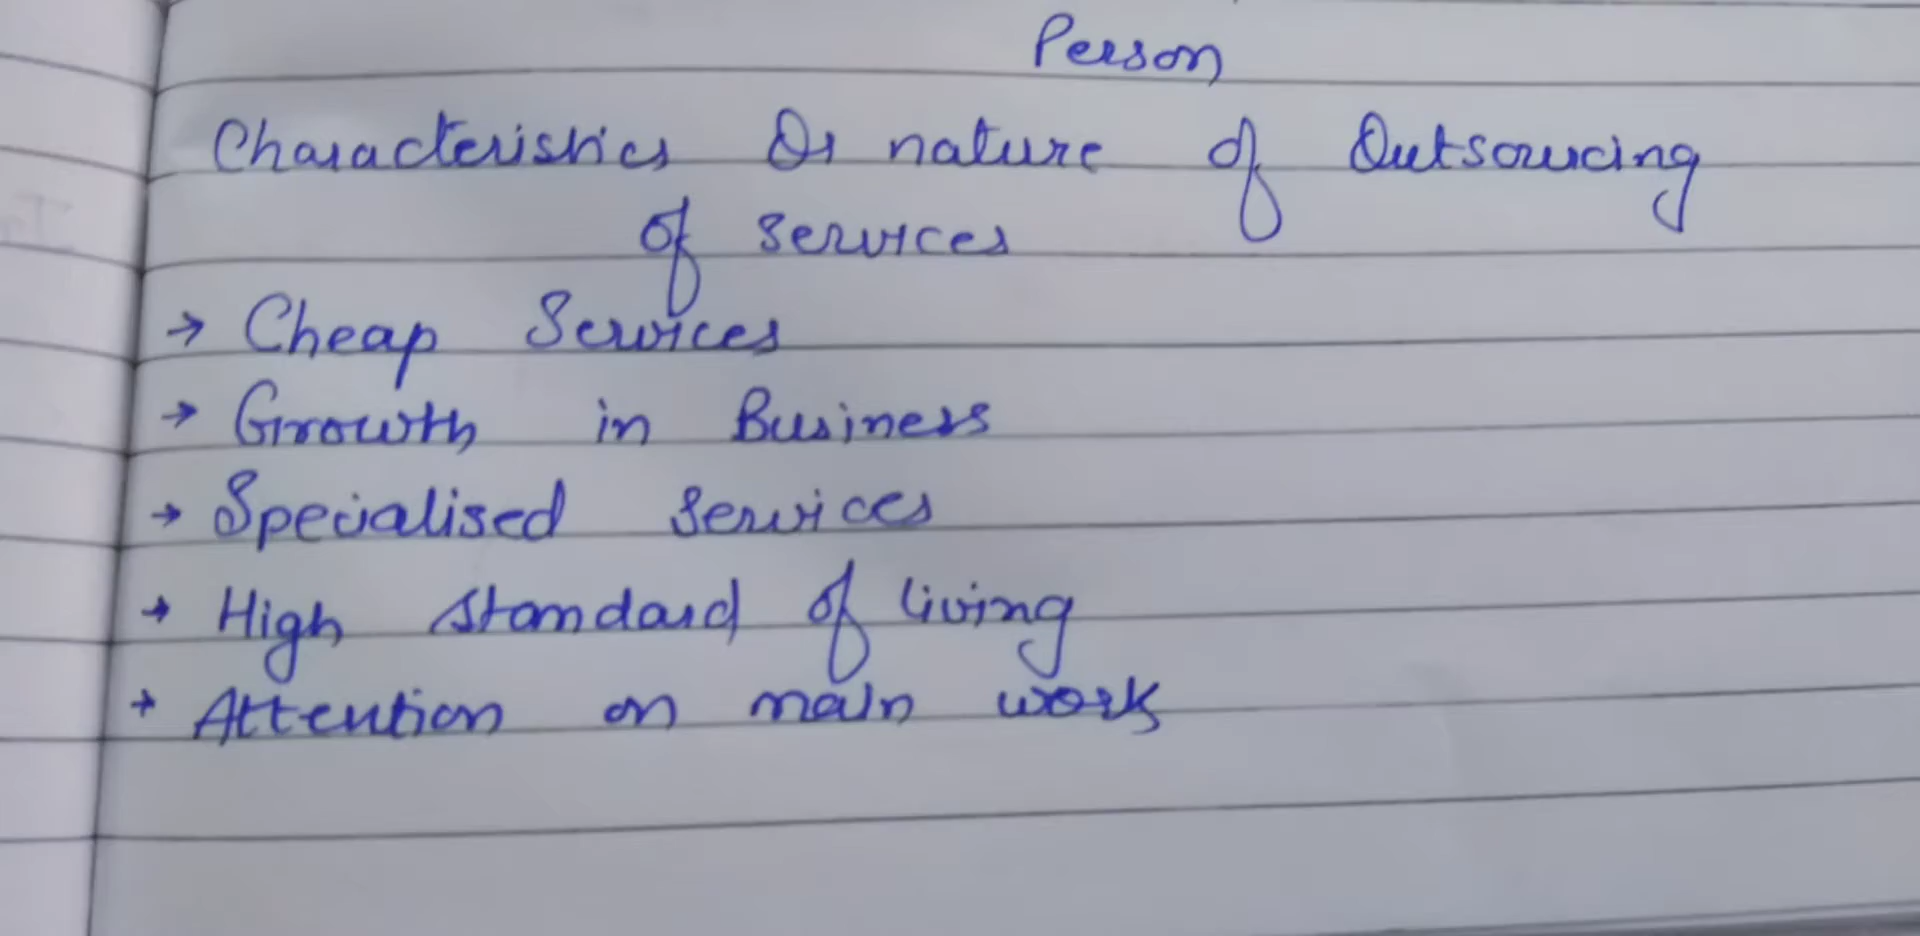 Person
Characteristics Or nature of Outsourcing
of services
→ Cheap Services
→ Growth in Business
→ Specialised Services
→ High standard of living
→ Attention on main work